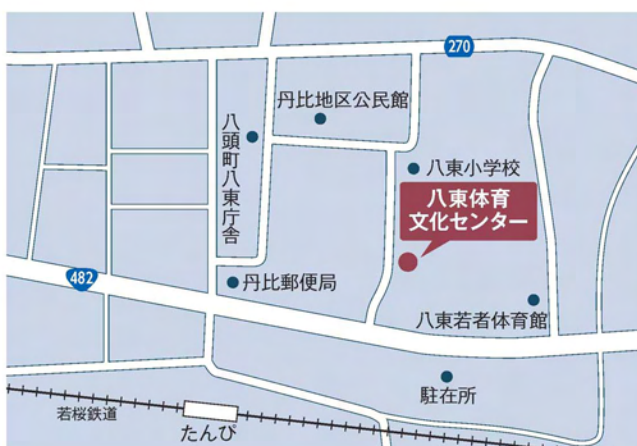 270
丹比地区公民館
八頭町八東庁舎
八東小学校
八東体育
文化センター
482
丹比郵便局
八東若者体育館
駐在所
若桜鉄道
たんぴ